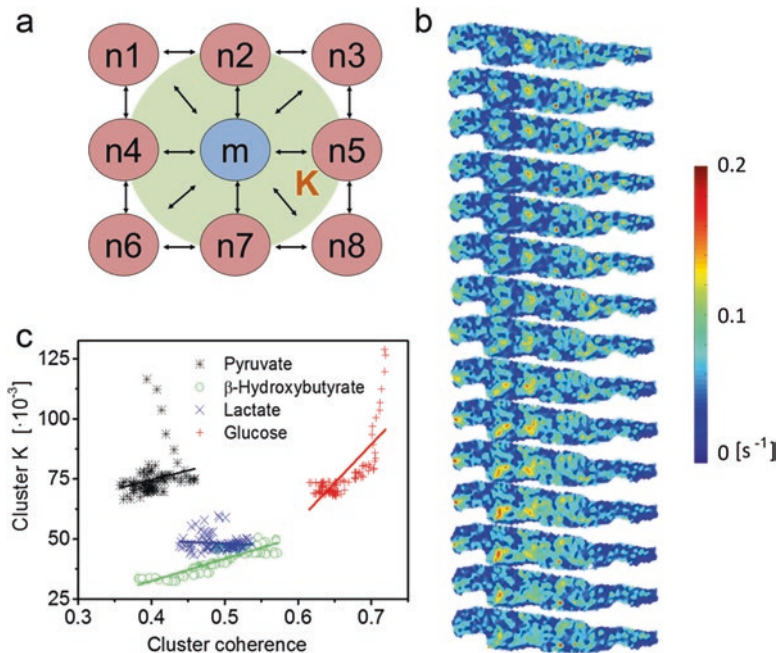 a
n1 n2 n3
n4 m n5
K
n6 n7 n8
b
0.2
0.1
0 [s⁻¹]
c
Cluster K [·10⁻³]
125
100
75
50
25
Pyruvate
β-Hydroxybutyrate
Lactate
Glucose
0.3 0.4 0.5 0.6 0.7
Cluster coherence